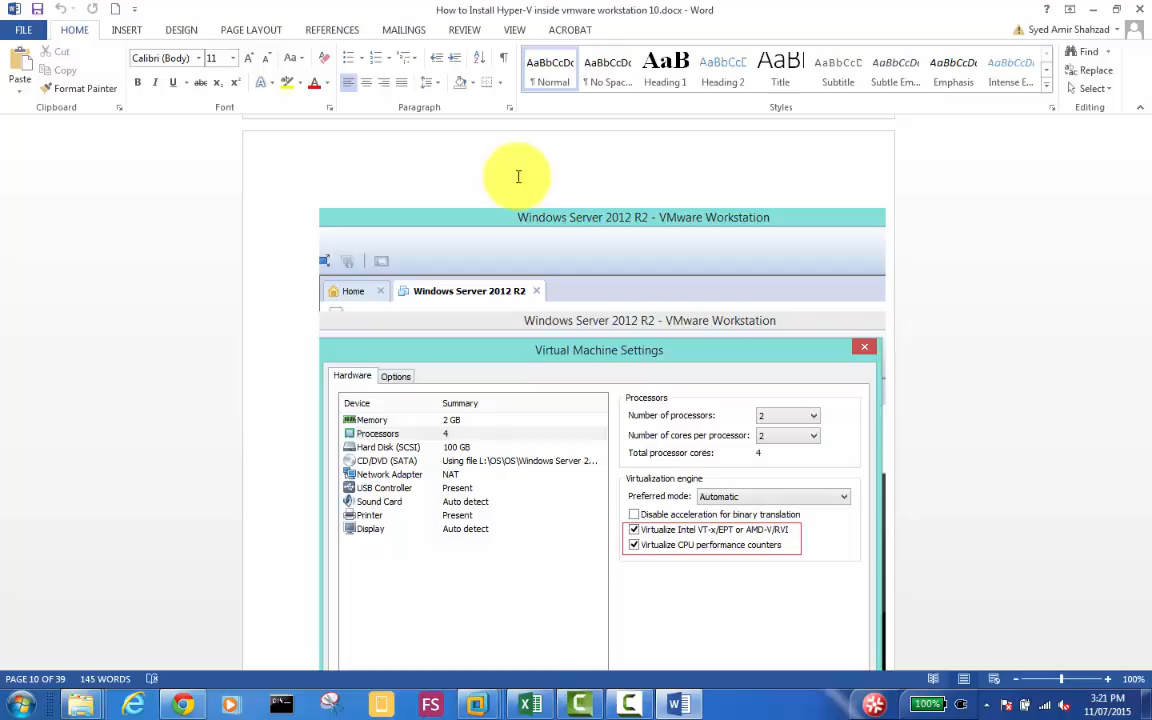 How to Install Hyper-V inside vmware workstation 10.docx - Word
FILE HOME INSERT DESIGN PAGE LAYOUT REFERENCES MAILINGS REVIEW VIEW ACROBAT Syed Amir Shahzad
Paste Cut Copy Format Painter
Calibri (Body) 11
AaBbCcDc AaBbCcDc AaB AaBbCcC AaB AaBbCcC AaBbCcDi AaBbCcDi AaBbCcDi
¶ Normal ¶ No Spac... Heading 1 Heading 2 Title Subtitle Subtle Em... Emphasis Intense E...
Find Replace Select
Clipboard Font Paragraph Styles Editing
Windows Server 2012 R2 - VMware Workstation
Home Windows Server 2012 R2
Windows Server 2012 R2 - VMware Workstation
Virtual Machine Settings
Hardware Options
Device Summary
Memory 2 GB
Processors 4
Hard Disk (SCSI) 100 GB
CD/DVD (SATA) Using file L:\OS\OS\Windows Server 2...
Network Adapter NAT
USB Controller Present
Sound Card Auto detect
Printer Present
Display Auto detect
Processors
Number of processors: 2
Number of cores per processor: 2
Total processor cores: 4
Virtualization engine
Preferred mode: Automatic
Disable acceleration for binary translation
Virtualize Intel VT-x/EPT or AMD-V/RVI
Virtualize CPU performance counters
PAGE 10 OF 39 145 WORDS 100%
FS 100% 3:21 PM
11/07/2015